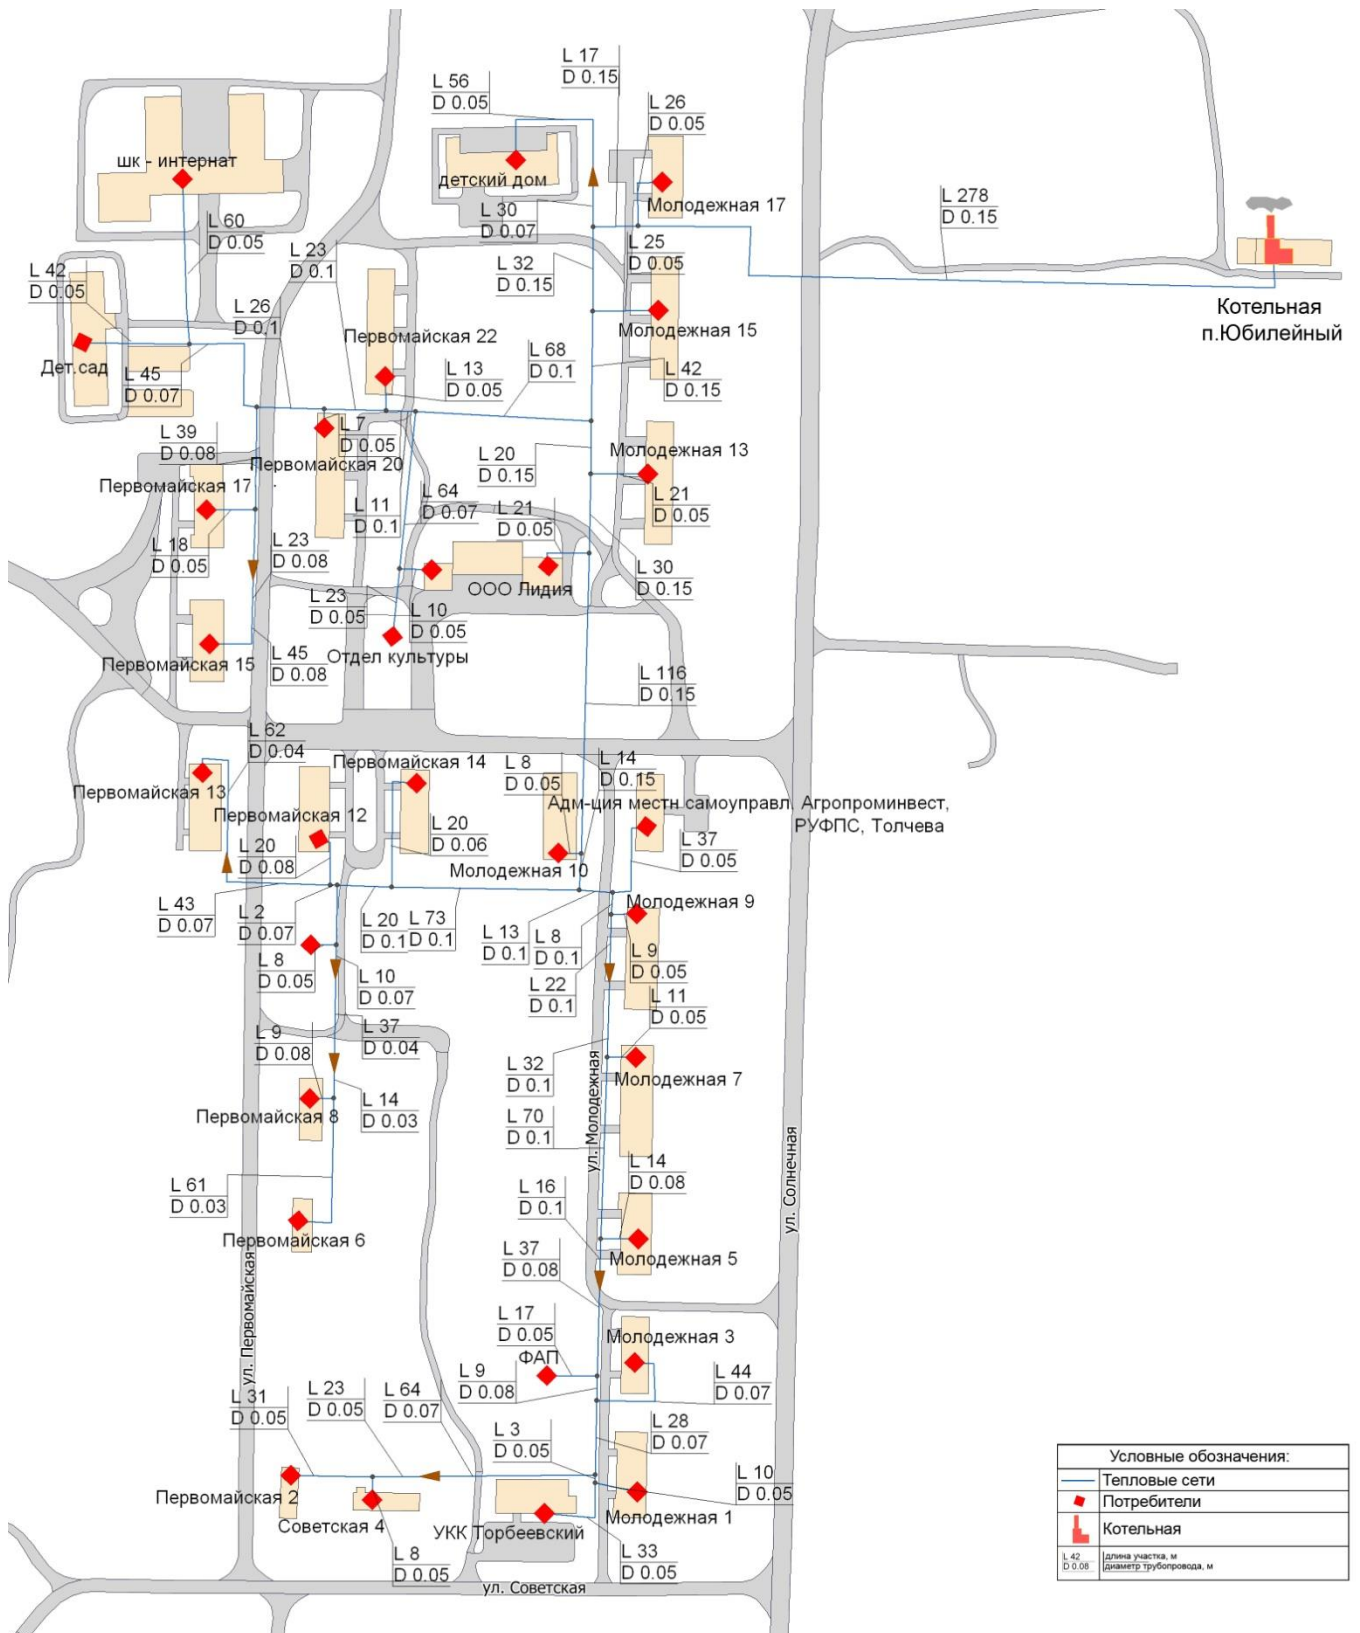 L 17
D 0.15
L 56
D 0.05
L 26
D 0.05
шк - интернат
детский дом
Молодежная 17
L 278
D 0.15
L 30
D 0.07
L 60
D 0.05
L 23
D 0.1
L 25
D 0.05
L 32
D 0.15
L 42
D 0.05
L 26
D 0.1
Котельная
п.Юбилейный
Молодежная 15
Первомайская 22
Дет.сад
L 45
D 0.07
L 13
D 0.05
L 68
D 0.1
L 42
D 0.15
L 39
D 0.08
L 7
D 0.05
Молодежная 13
Первомайская 20
L 20
D 0.15
Первомайская 17
L 11
D 0.1
L 64
D 0.07
L 21
D 0.05
L 21
D 0.05
L 18
D 0.05
L 23
D 0.08
L 30
D 0.15
ООО Лидия
L 23
D 0.05
L 10
D 0.05
Отдел культуры
Первомайская 15
L 45
D 0.08
L 116
D 0.15
L 62
D 0.04
Первомайская 14
L 8
D 0.05
L 14
D 0.15
Первомайская 13
Адм-ция местн самоуправл. Агропроминвест,
РУФПС, Толчева
Первомайская 12
L 20
D 0.06
L 37
D 0.05
L 20
D 0.08
Молодежная 10
L 43
D 0.07
L 2
D 0.07
L 20
D 0.1
L 73
D 0.1
L 13
D 0.1
L 8
D 0.1
Молодежная 9
L 9
D 0.05
L 8
D 0.05
L 10
D 0.07
L 22
D 0.1
L 11
D 0.05
L 9
D 0.08
L 37
D 0.04
L 32
D 0.1
Молодежная 7
Первомайская 8
L 14
D 0.03
L 70
D 0.1
ул. Молодежная
ул. Солнечная
L 61
D 0.03
L 14
D 0.08
L 16
D 0.1
Первомайская 6
Молодежная 5
L 37
D 0.08
ул. Первомайская
L 17
D 0.05
Молодежная 3
ФАП
L 9
D 0.08
L 44
D 0.07
L 31
D 0.05
L 23
D 0.05
L 64
D 0.07
L 3
D 0.05
L 28
D 0.07
L 10
D 0.05
Первомайская 2
Советская 4
УКК Торбеевский
Молодежная 1
L 8
D 0.05
L 33
D 0.05
ул. Советская
Условные обозначения:
Тепловые сети
Потребители
Котельная
L 42
D 0.08
длина участка, м
диаметр трубопровода, м